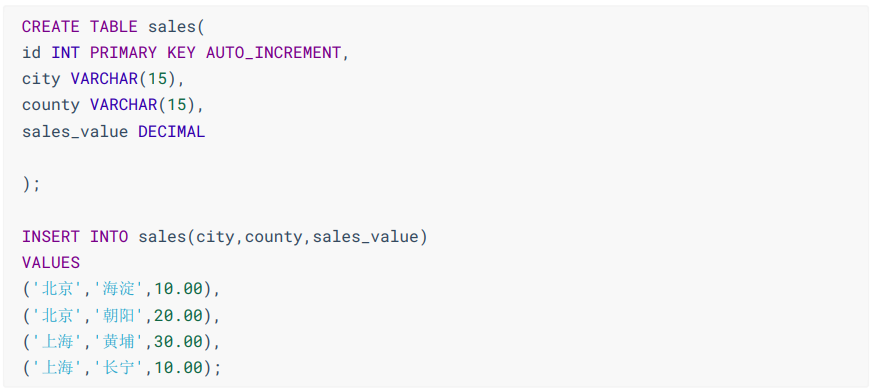 CREATE TABLE sales(
id INT PRIMARY KEY AUTO_INCREMENT,
city VARCHAR(15),
county VARCHAR(15),
sales_value DECIMAL
);
INSERT INTO sales(city,county,sales_value)
VALUES
('北京','海淀',10.00),
('北京','朝阳',20.00),
('上海','黄埔',30.00),
('上海','长宁',10.00);